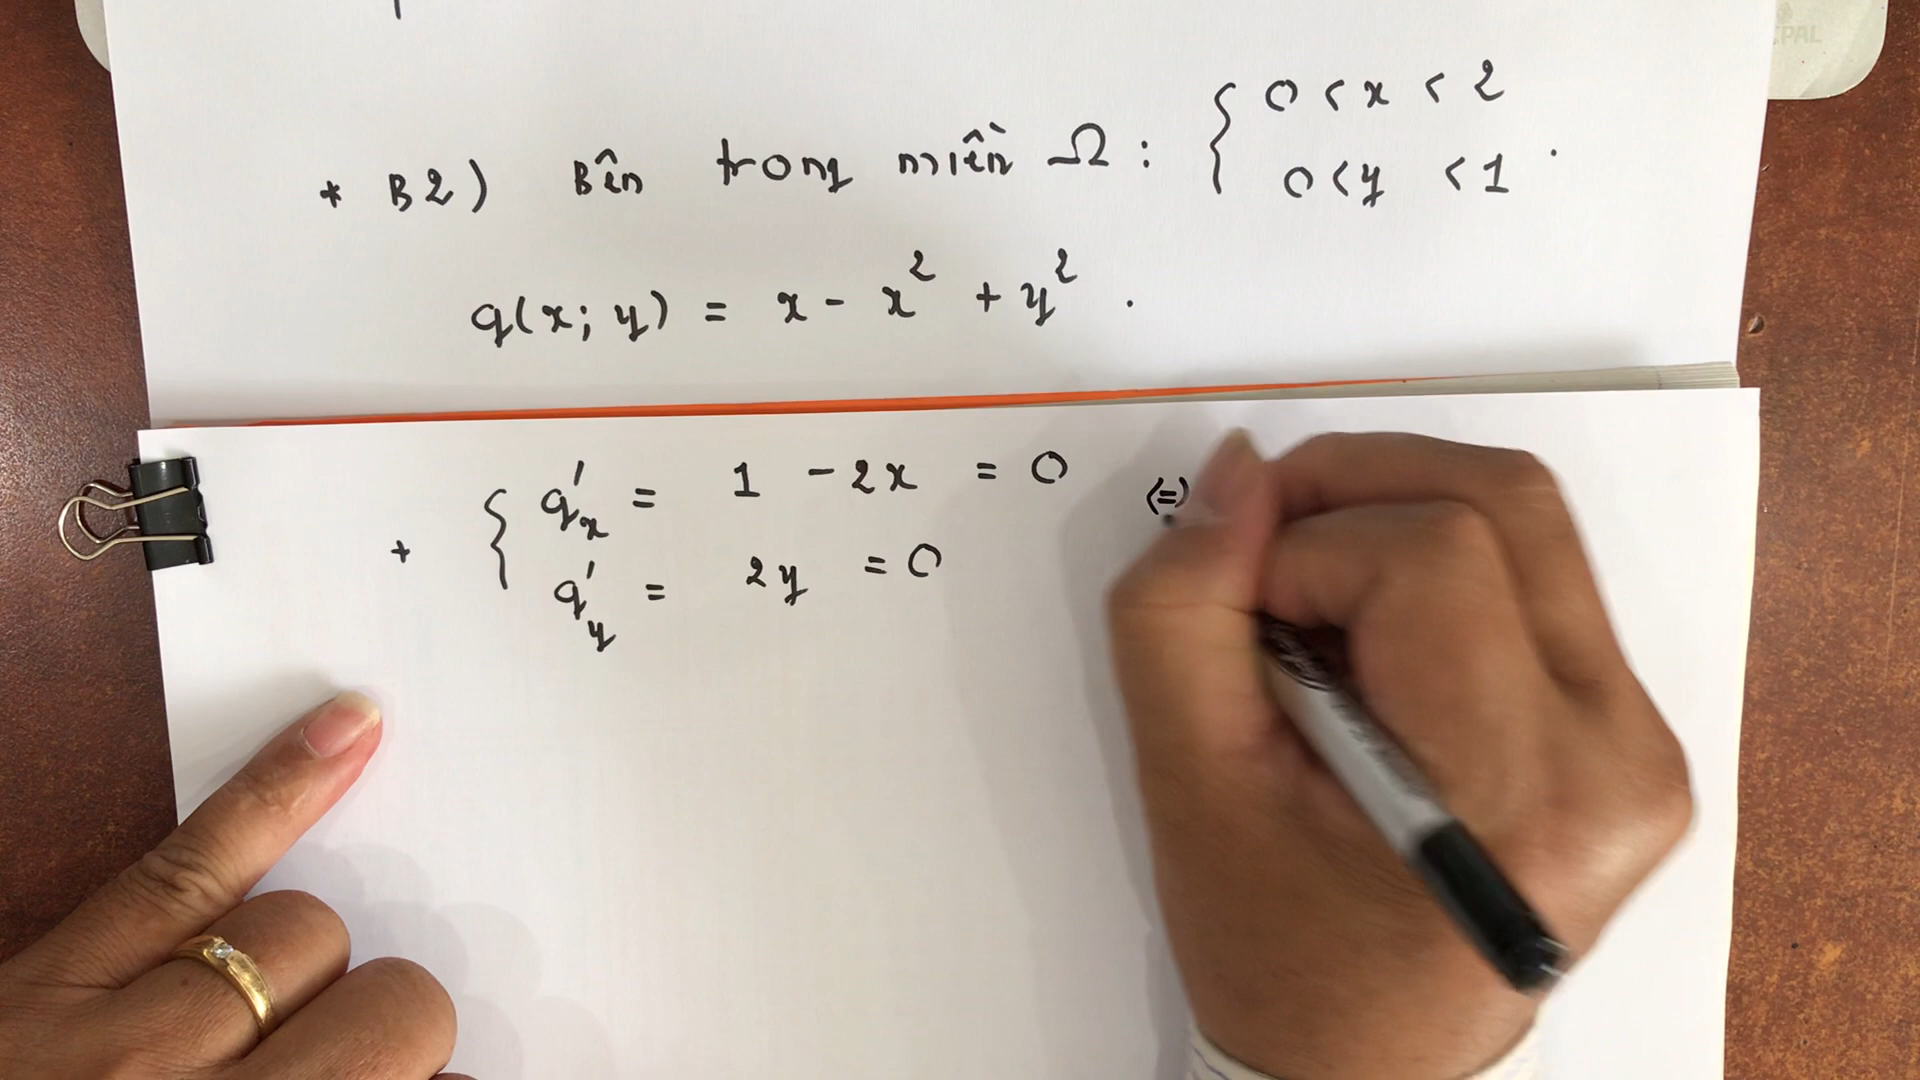 * B2) Bên trong miền Ω: { 0 < x < 2
0 < y < 1 .
q(x; y) = x - x² + y² .
+ { q'x = 1 - 2x = 0 (=)
q'y = 2y = 0